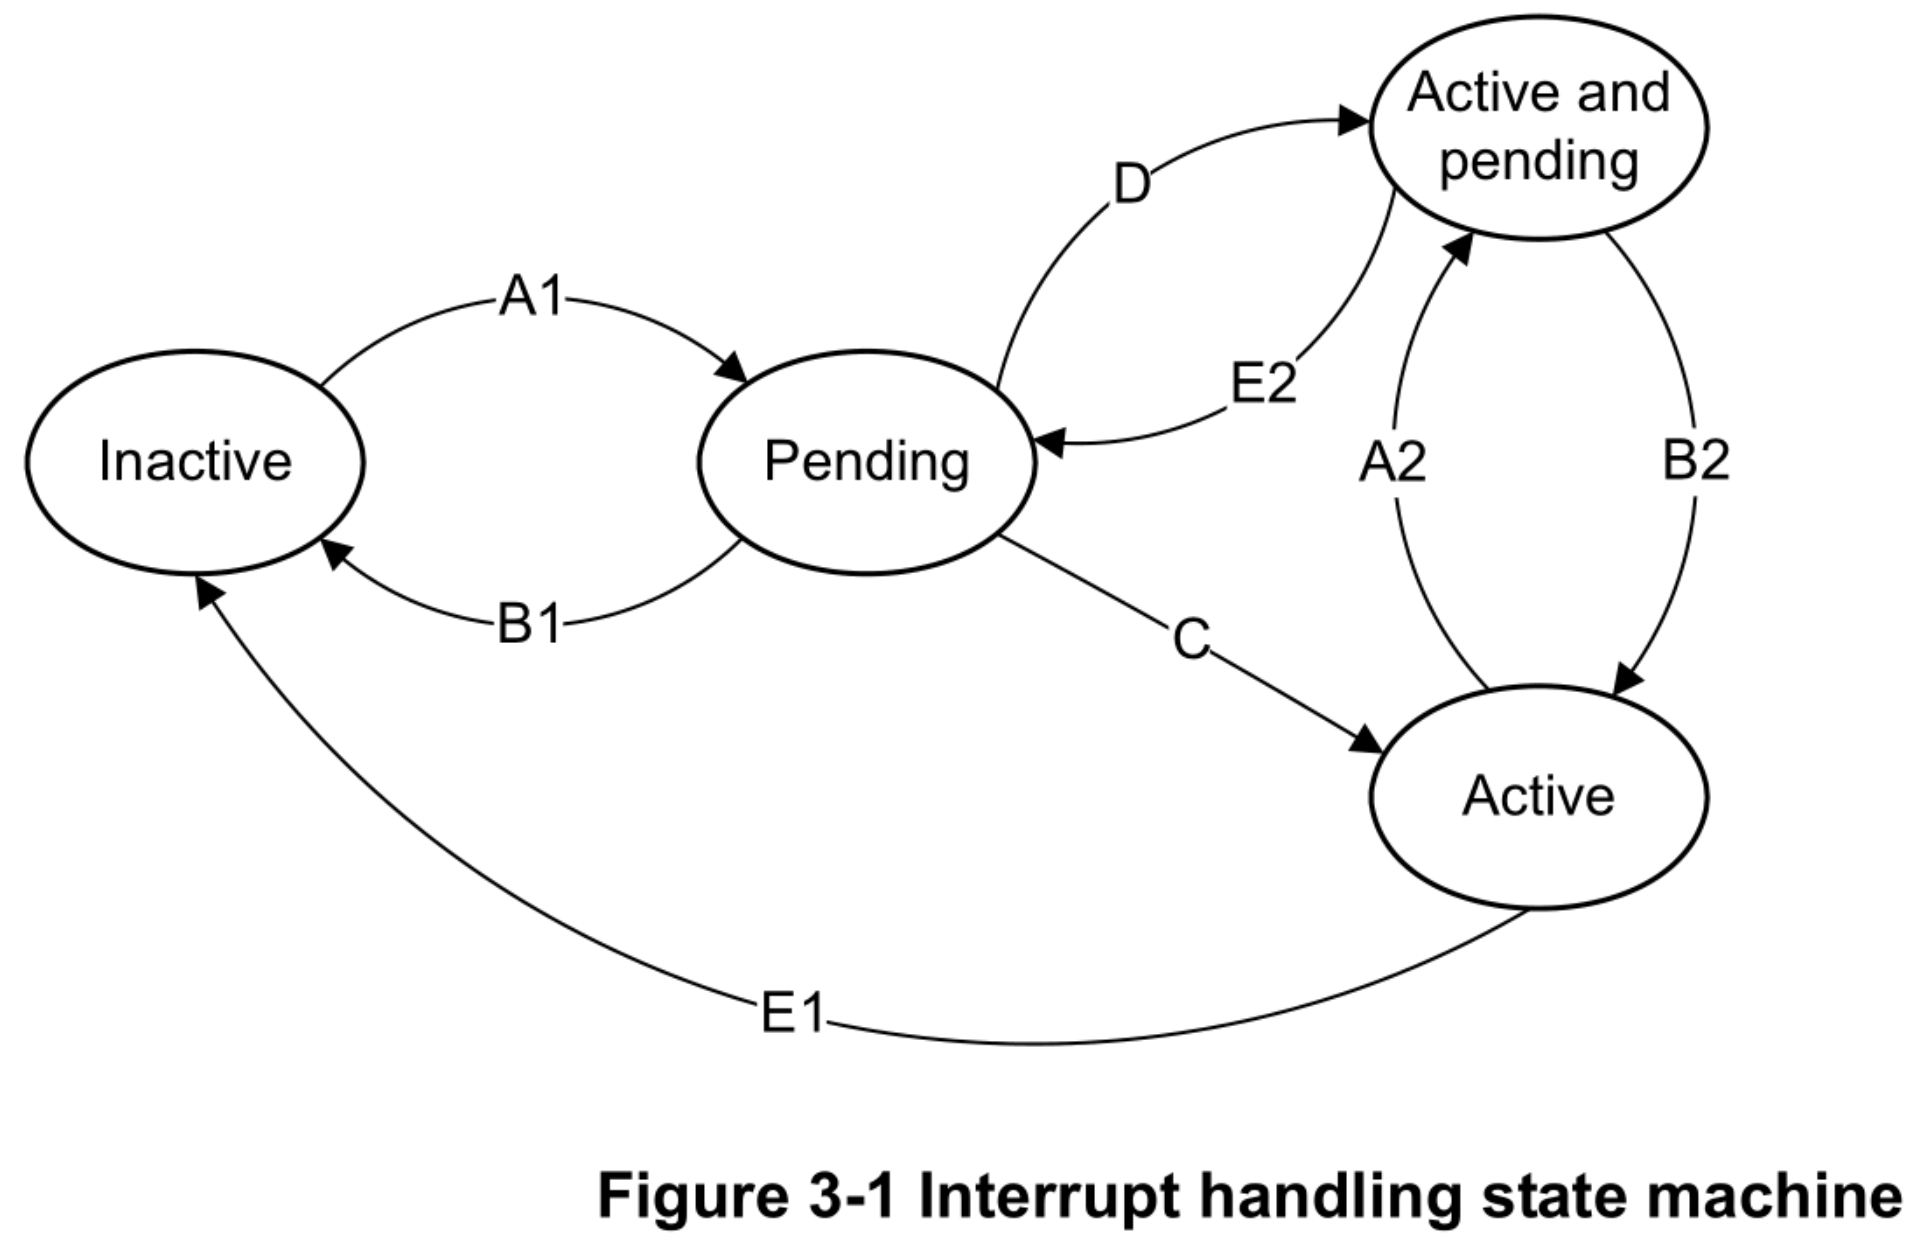 Active and
pending
D
A1
E2
Inactive
Pending
A2
B2
B1
C
Active
E1
Figure 3-1 Interrupt handling state machine